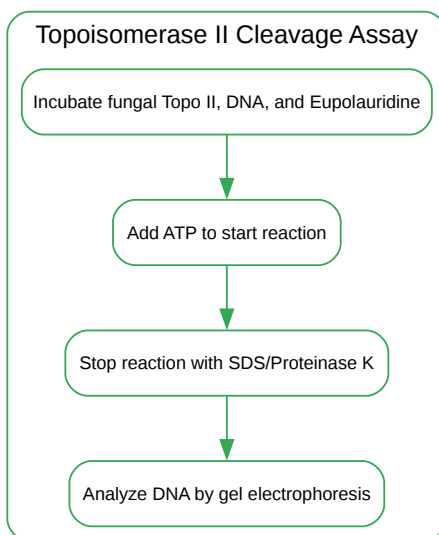 Topoisomerase II Cleavage Assay
Incubate fungal Topo II, DNA, and Eupolauridine
Add ATP to start reaction
Stop reaction with SDS/Proteinase K
Analyze DNA by gel electrophoresis